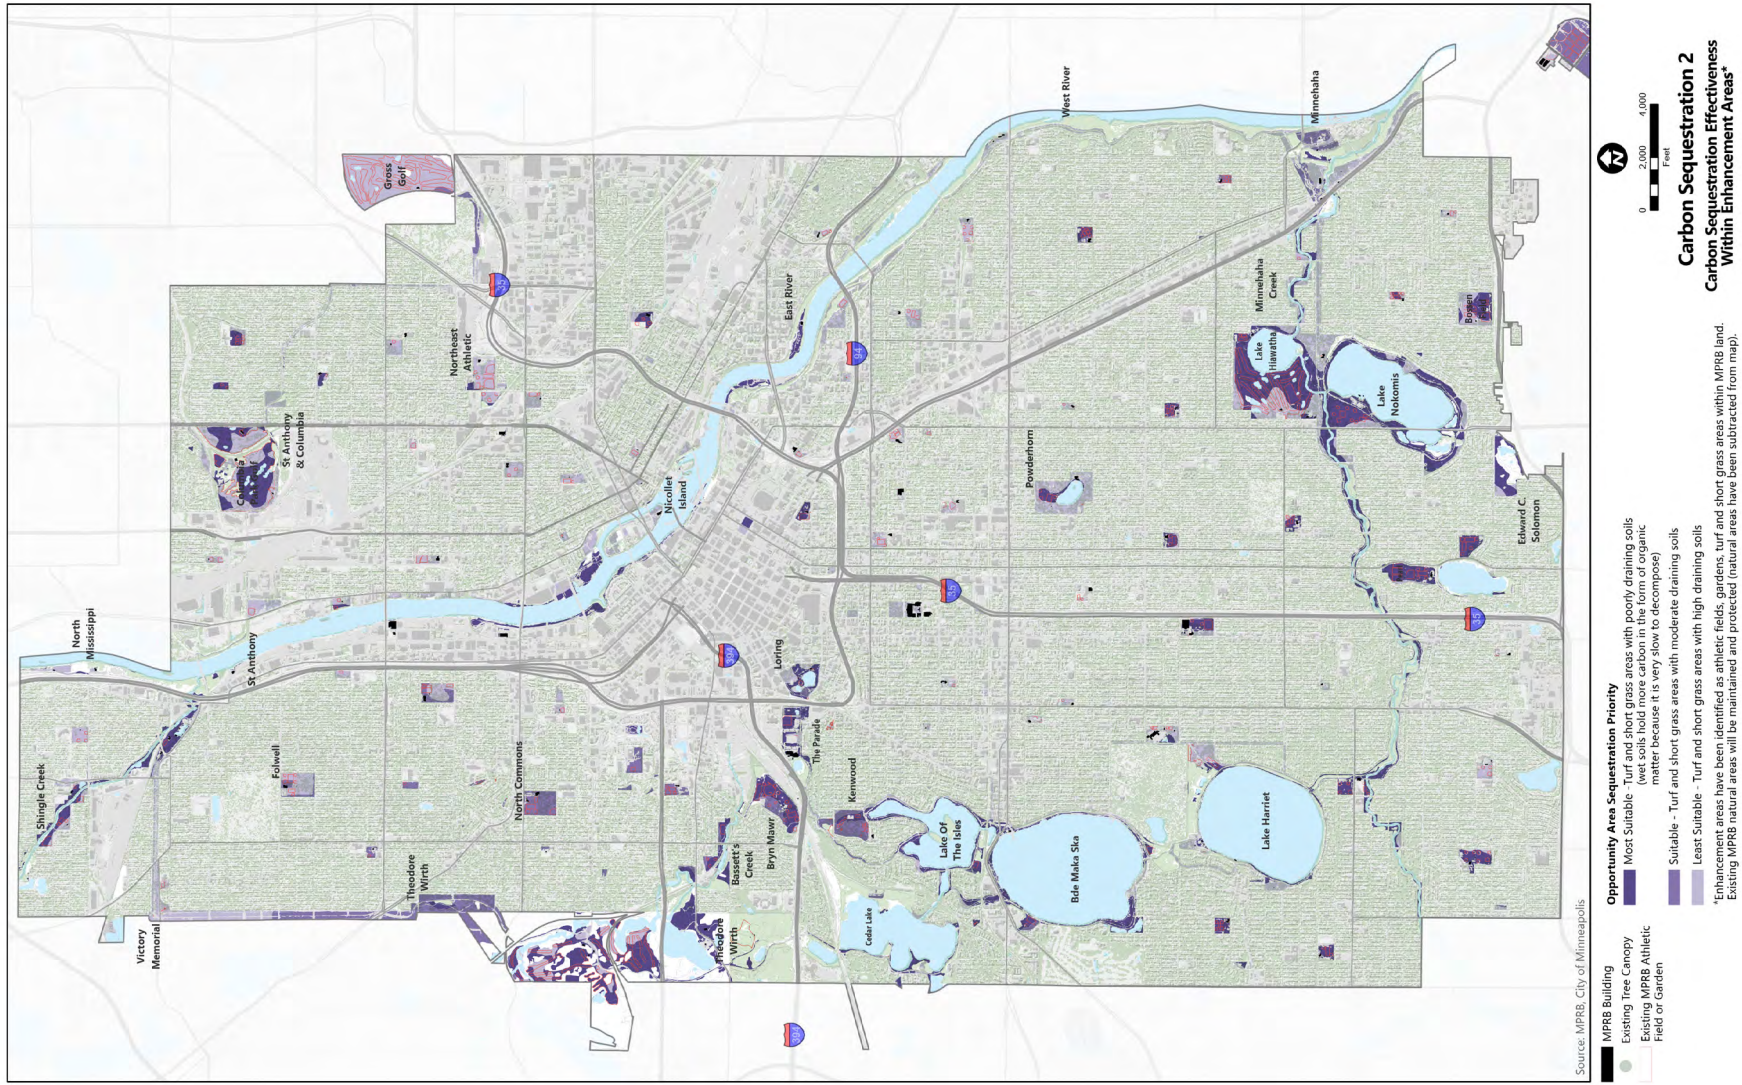 Carbon Sequestration 2
Carbon Sequestration Effectiveness
Within Enhancement Areas*
N
0 2,000 4,000
Feet
Opportunity Area Sequestration Priority
Most Suitable - Turf and short grass areas with poorly draining soils
(wet soils hold more carbon in the form of organic
matter because it is very slow to decompose)
Suitable - Turf and short grass areas with moderate draining soils
Least Suitable - Turf and short grass areas with high draining soils
*Enhancement areas have been identified as athletic fields, gardens, turf and short grass areas within MPRB land.
Existing MPRB natural areas will be maintained and protected (natural areas have been subtracted from map).
MPRB Building
Existing Tree Canopy
Existing MPRB Athletic
Field or Garden
Source: MPRB, City of Minneapolis
Shingle Creek
North
Mississippi
Victory
Memorial
St Anthony
Folwell
Columbia
St Anthony
& Columbia
Gross
Golf
Theodore
Wirth
Northeast
Athletic
35
North Commons
Nicollet
Island
East River
Theodore
Wirth
Bassett's
Creek
Bryn Mawr
394
394
Loring
The Parade
Kenwood
94
Cedar Lake
Lake Of
The Isles
35
Powderhorn
West River
Bde Maka Ska
Lake Harriet
Minnehaha
Creek
Lake
Hiawatha
Minnehaha
Lake
Nokomis
35
Bossen
Edward C.
Solomon